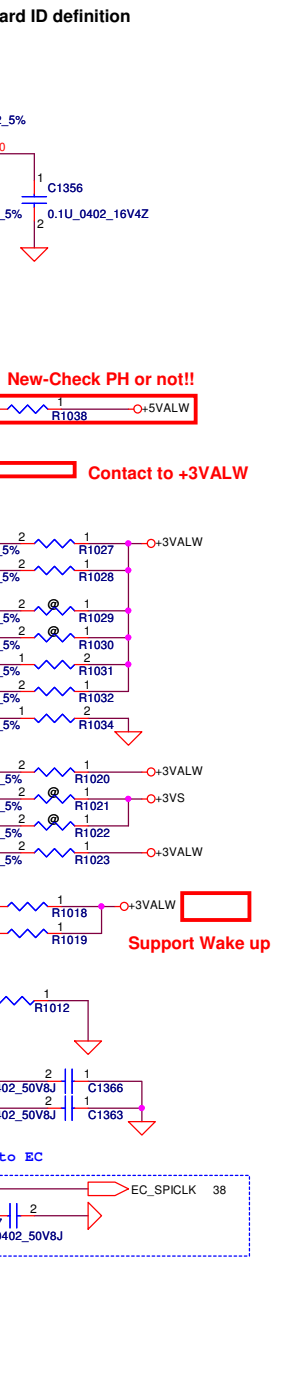 ard ID definition
2_5%
0
1
C1356
_5%
0.1U_0402_16V4Z
2
New-Check PH or not!!
1
+5VALW
R1038
Contact to +3VALW
2 1
+3VALW
_5% R1027
2 1
_5% R1028
2 @ 1
_5% R1029
2 @ 1
_5% R1030
1 2
_5% R1031
2 1
_5% R1032
1 2
_5% R1034
2 1
+3VALW
_5% R1020
2 @ 1
+3VS
_5% R1021
2 @ 1
_5% R1022
2 1
+3VALW
_5% R1023
1
+3VALW
R1018
1
R1019
Support Wake up
1
R1012
2 1
402_50V8J C1366
2 1
402_50V8J C1363
to EC
EC_SPICLK 38
2
0402_50V8J